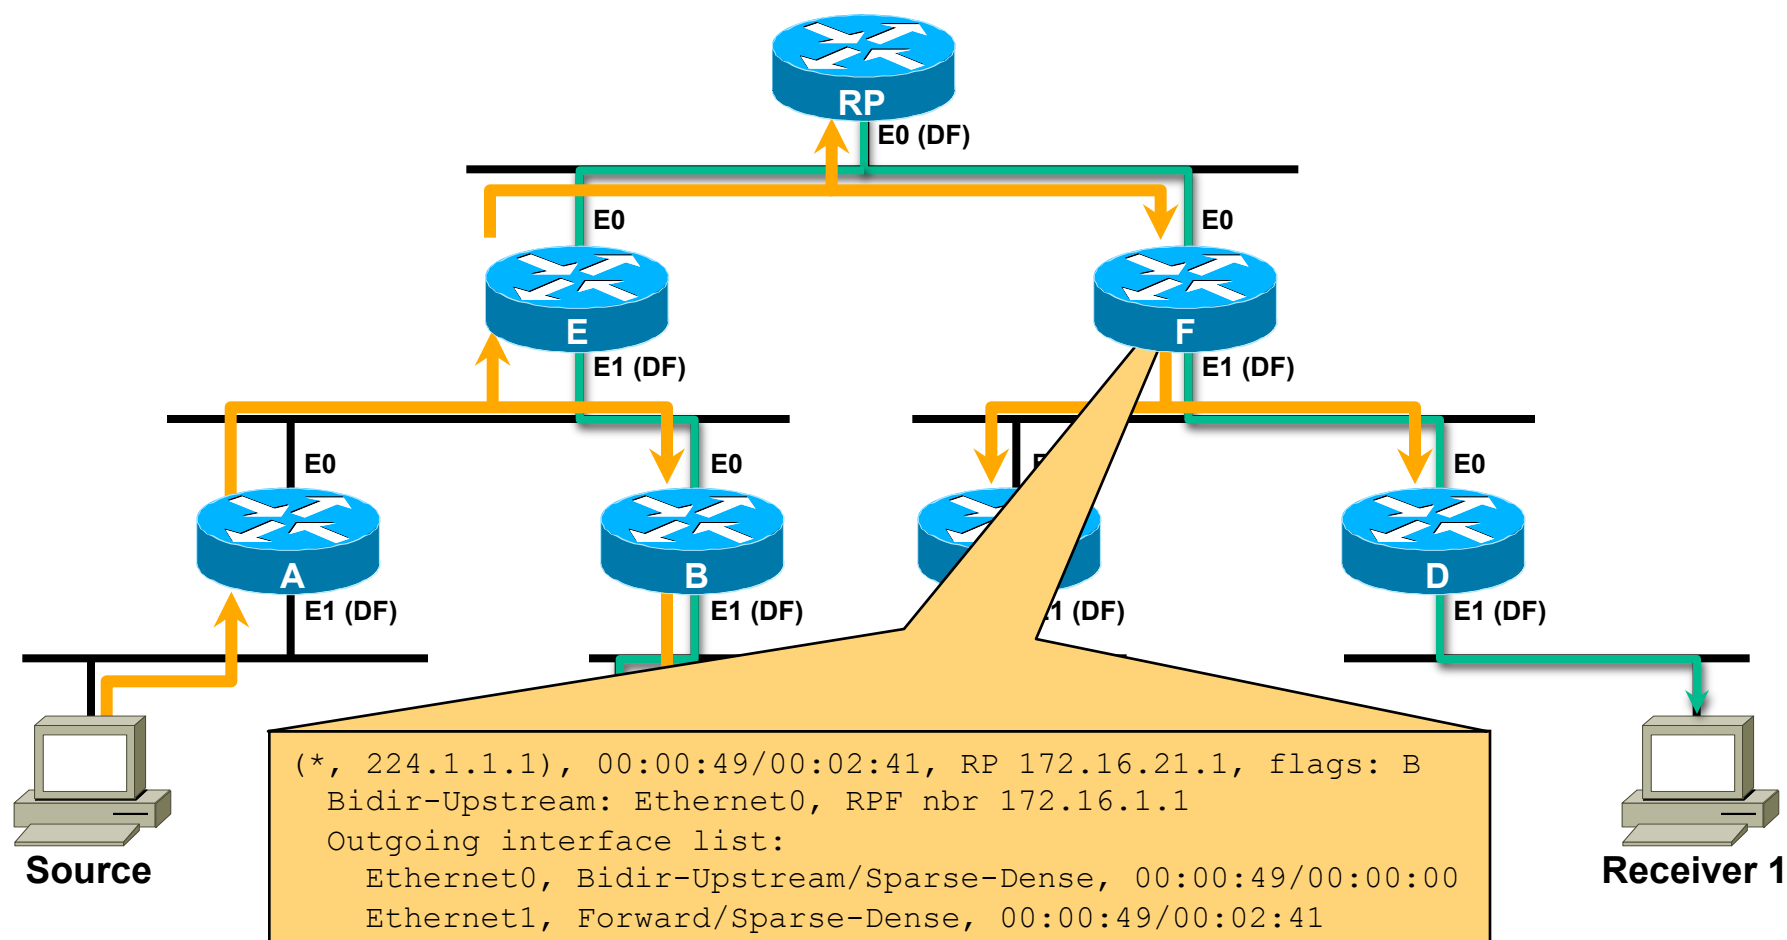 RP
E0 (DF)
E0
E0
E
F
E1 (DF)
E1 (DF)
E0
E0
E0
A
B
D
E1 (DF)
E1 (DF)
E1 (DF)
(*, 224.1.1.1), 00:00:49/00:02:41, RP 172.16.21.1, flags: B
Bidir-Upstream: Ethernet0, RPF nbr 172.16.1.1
Outgoing interface list:
Ethernet0, Bidir-Upstream/Sparse-Dense, 00:00:49/00:00:00
Ethernet1, Forward/Sparse-Dense, 00:00:49/00:02:41
Source
Receiver 1